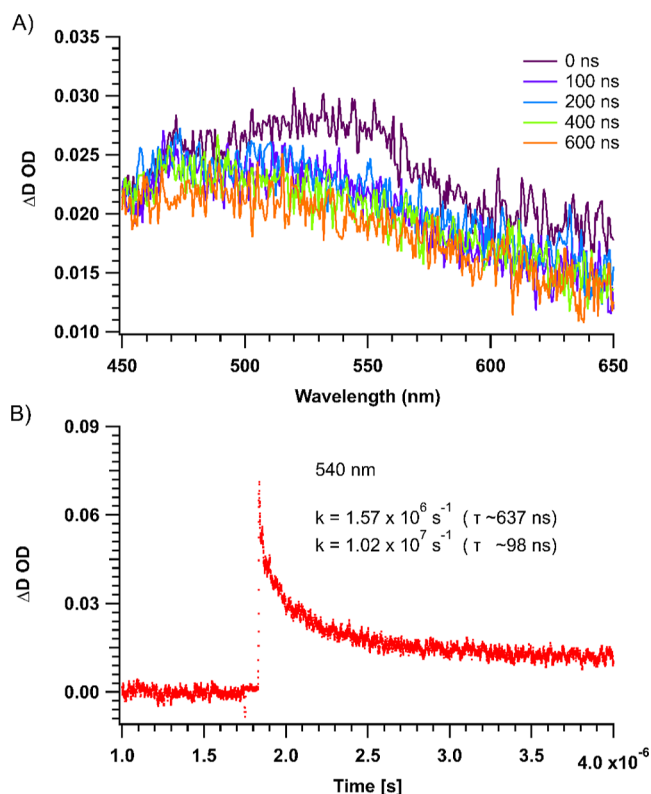 A)
0.035
0.030
0.025
0.020
0.015
0.010
ΔD OD
0 ns
100 ns
200 ns
400 ns
600 ns
450
500
550
600
650
Wavelength (nm)
B)
0.09
0.06
0.03
0.00
ΔD OD
540 nm
k = 1.57 x 10⁶ s⁻¹ ( τ ~637 ns)
k = 1.02 x 10⁷ s⁻¹ ( τ ~98 ns)
1.0
1.5
2.0
2.5
3.0
3.5
4.0 x10⁻⁶
Time [s]